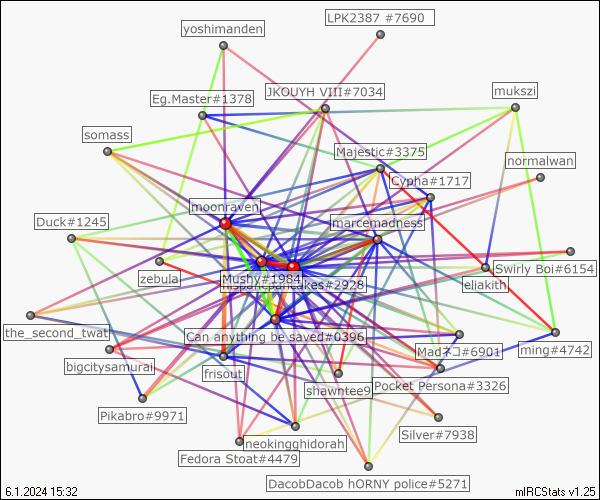 LPK2387 #7690
yoshimanden
JKOUYH VIII#7034
mukszi
Eg.Master#1378
somass
Majestic#3375
normalwan
Cypha#1717
moonraven
marcemadness
Duck#1245
Swirly Boi#6154
zebula
Mushy#1984
hispanicpancakes#2928
eliakith
the_second_twat
Can anything be saved#0396
Madネコ#6901
ming#4742
bigcitysamurai
frisout
shawntee9
Pocket Persona#3326
Pikabro#9971
Silver#7938
neokingghidorah
Fedora Stoat#4479
DacobDacob hORNY police#5271
6.1.2024 15:32
mIRCStats v1.25